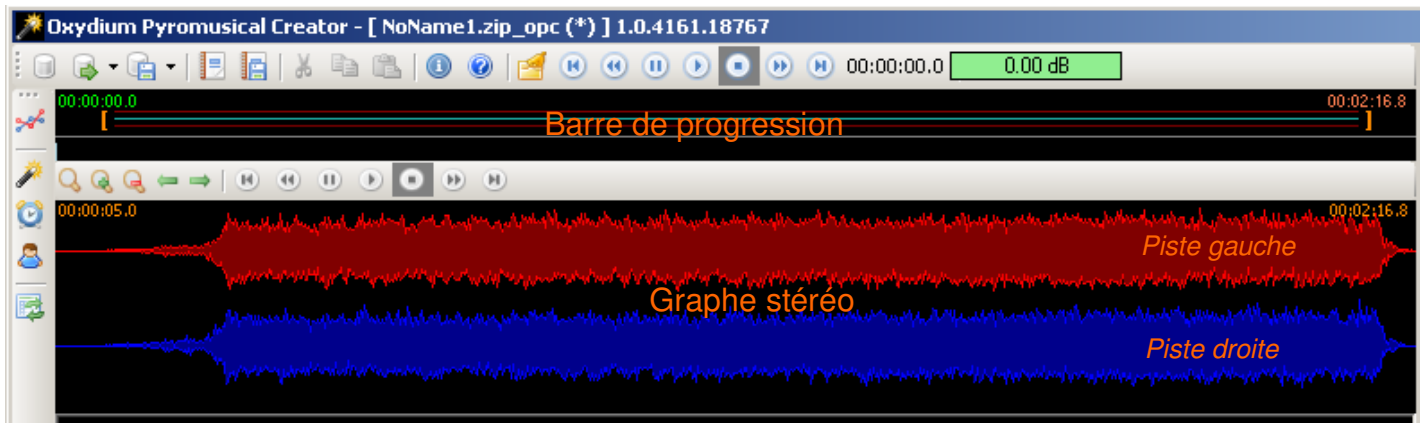 Oxydium Pyromusical Creator - [ NoName1.zip_opc (*) ] 1.0.4161.18767
00:00:00.0 0.00 dB
00:00:00.0 00:02:16.8
[ Barre de progression ]
00:00:05.0 00:02:16.8
Piste gauche
Graphe stéréo
Piste droite